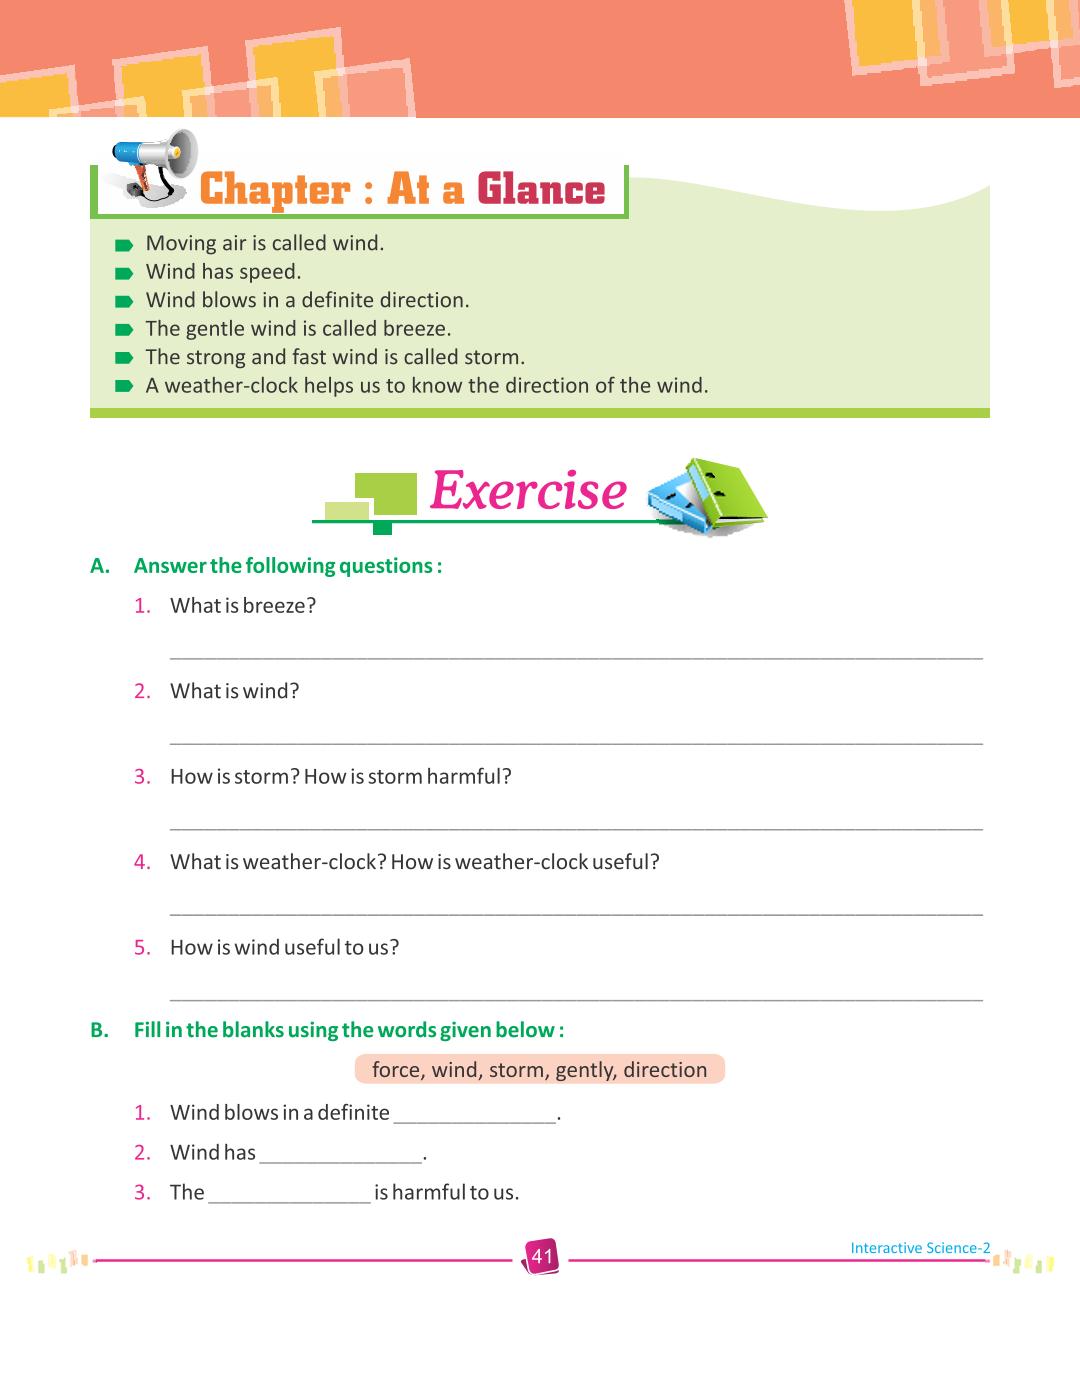 Chapter : At a Glance
Moving air is called wind.
Wind has speed.
Wind blows in a definite direction.
The gentle wind is called breeze.
The strong and fast wind is called storm.
A weather-clock helps us to know the direction of the wind.
Exercise
A. Answer the following questions :
1. What is breeze?
2. What is wind?
3. How is storm? How is storm harmful?
4. What is weather-clock? How is weather-clock useful?
5. How is wind useful to us?
B. Fill in the blanks using the words given below :
force, wind, storm, gently, direction
1. Wind blows in a definite ______________.
2. Wind has ______________.
3. The ______________ is harmful to us.
Interactive Science-2
41